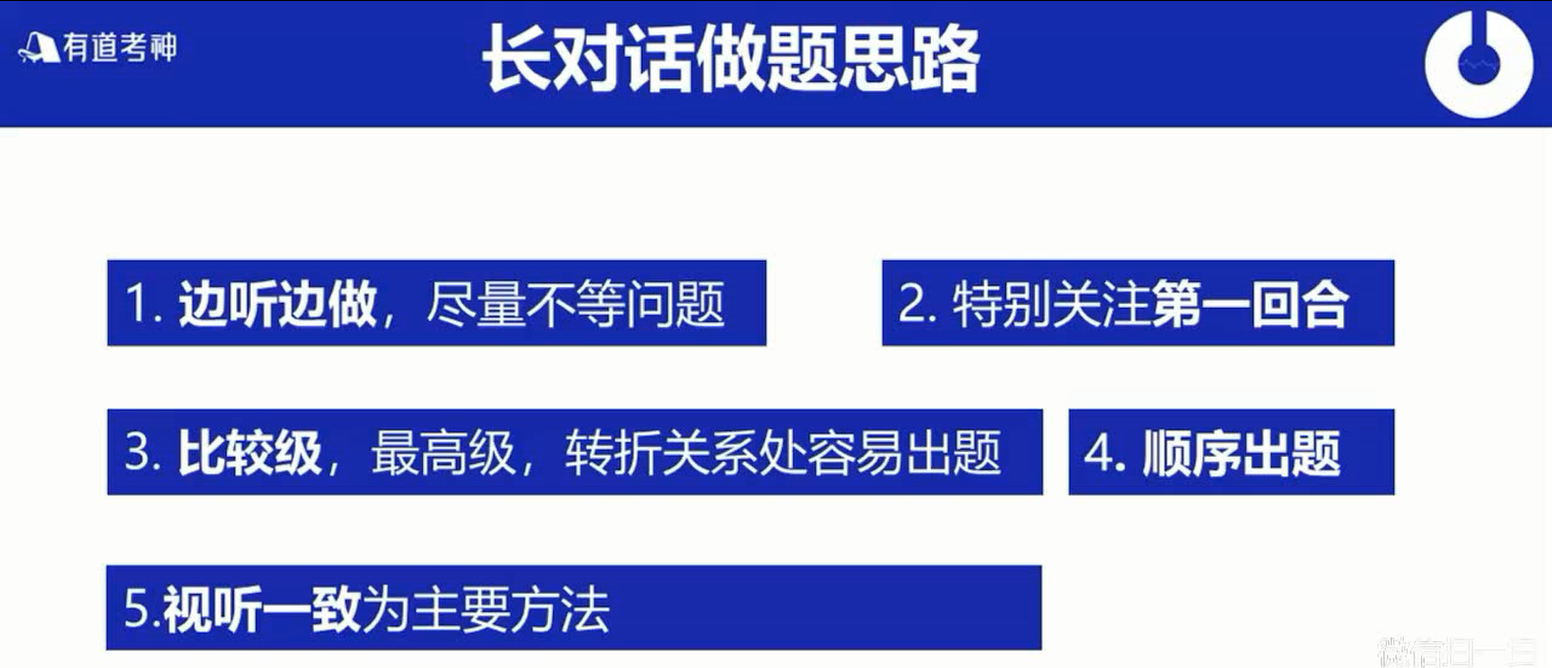 有道考神
长对话做题思路
1. 边听边做，尽量不等问题
2. 特别关注第一回合
3. 比较级，最高级，转折关系处容易出题
4. 顺序出题
5.视听一致为主要方法
微信扫一扫